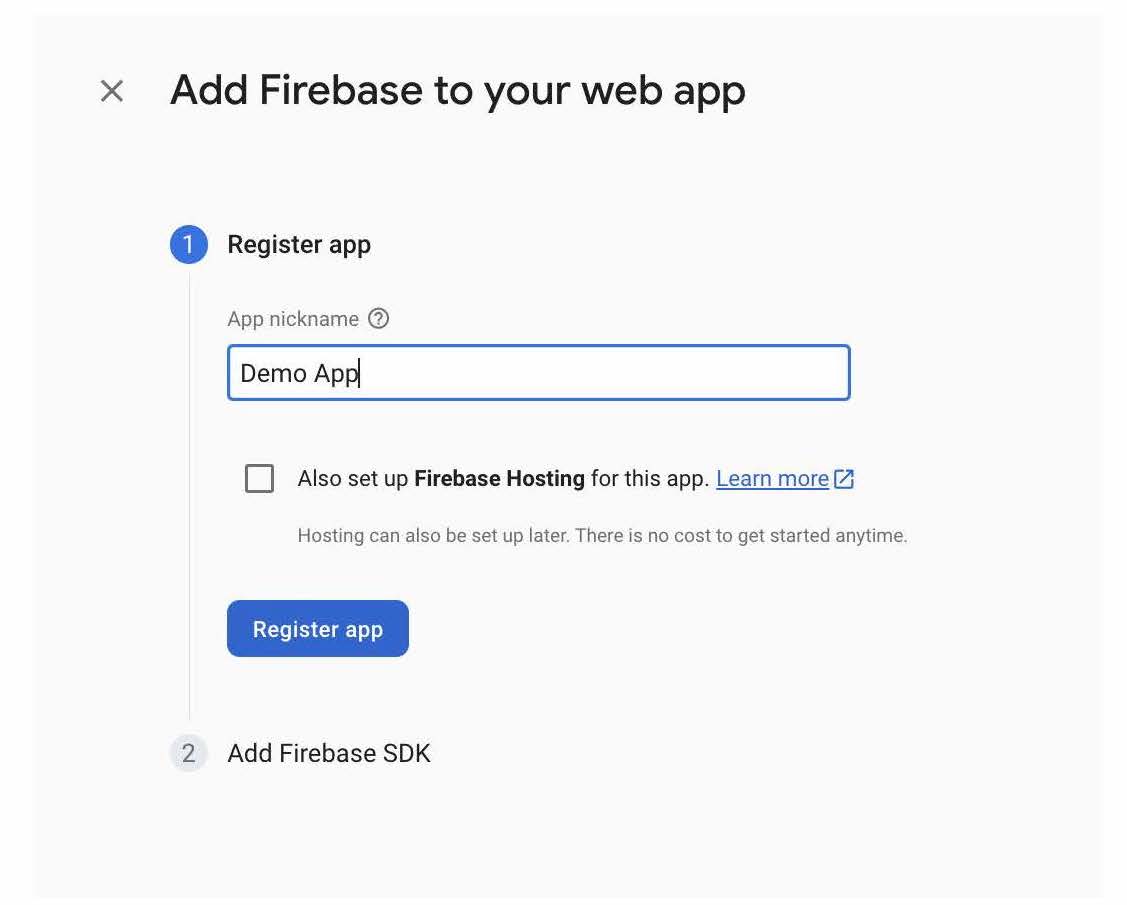 Add Firebase to your web app
1 Register app
App nickname ?
Demo App
Also set up Firebase Hosting for this app. Learn more
Hosting can also be set up later. There is no cost to get started anytime.
Register app
2 Add Firebase SDK